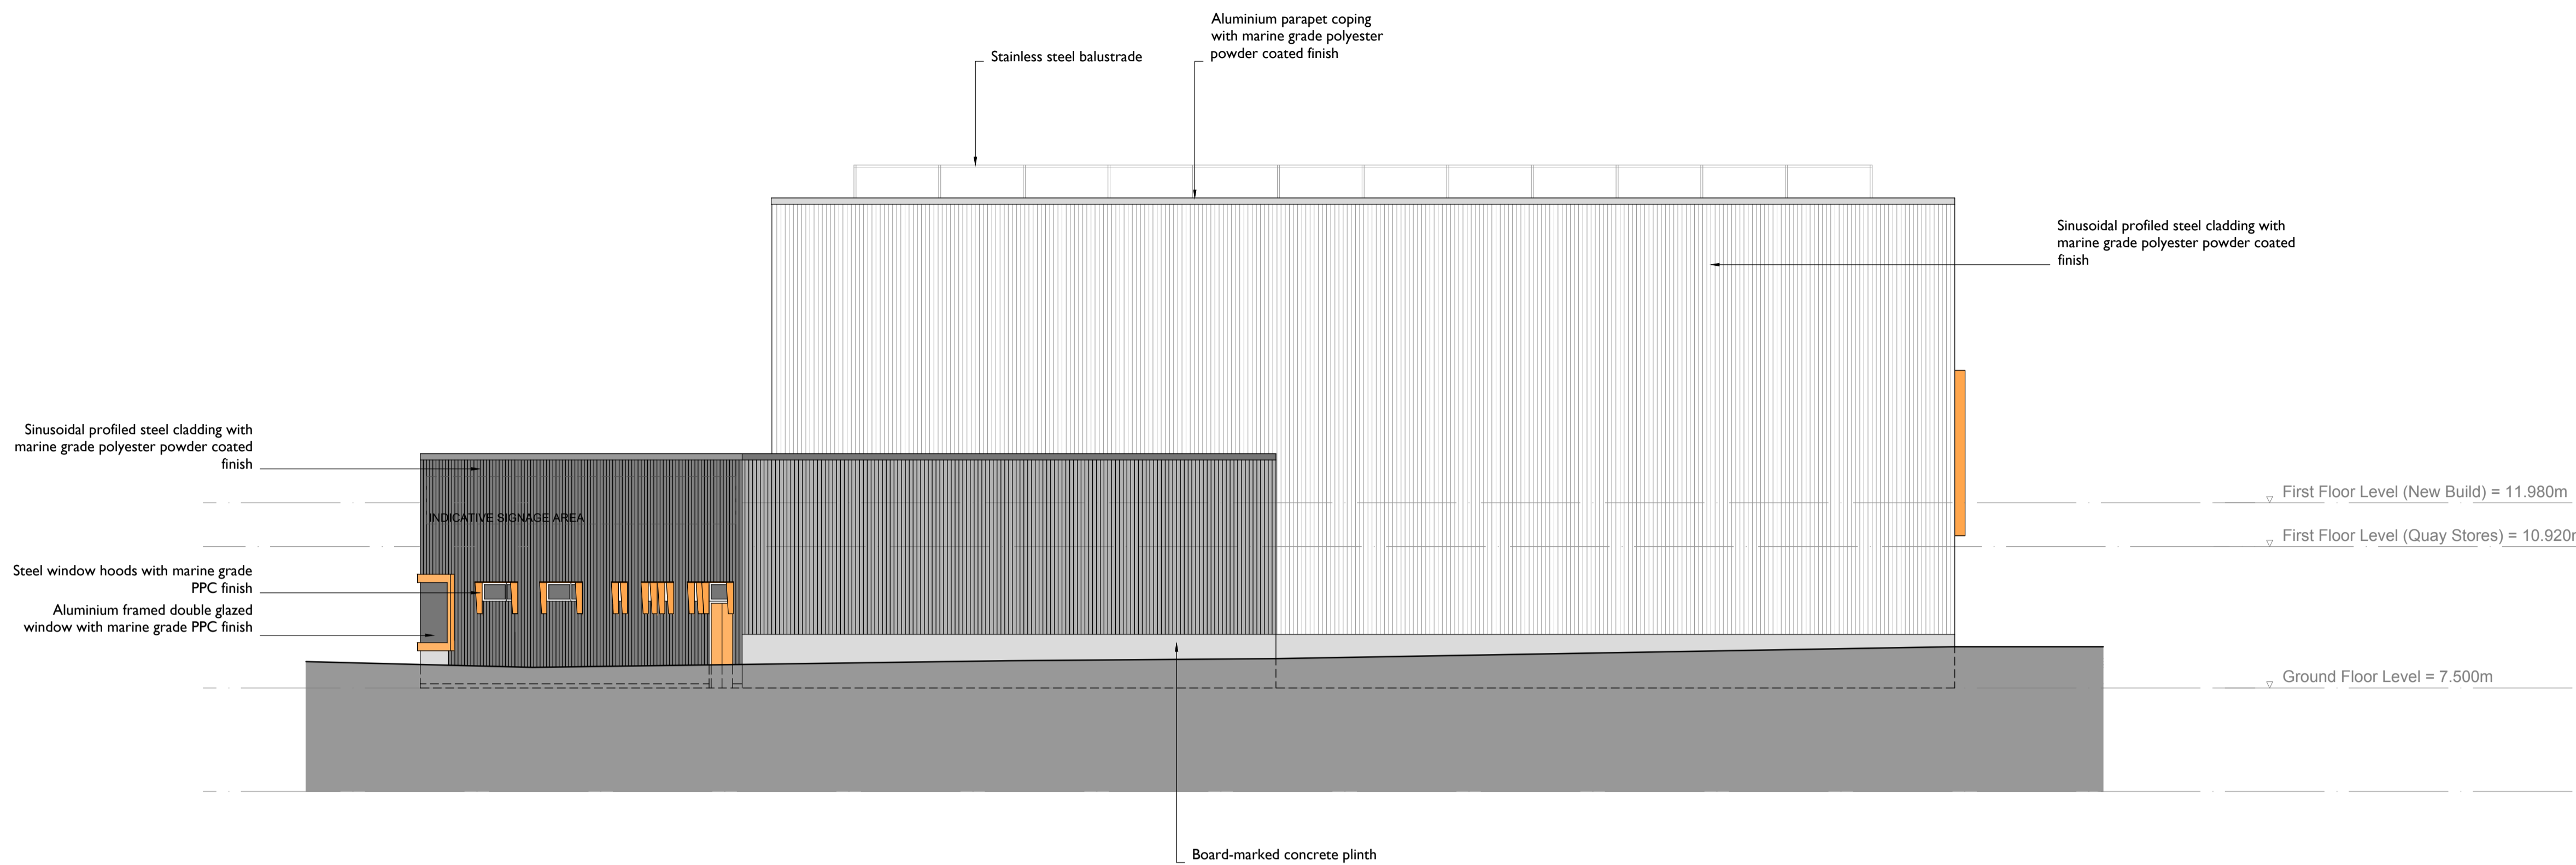 Aluminium parapet coping
with marine grade polyester
powder coated finish
Stainless steel balustrade
Sinusoidal profiled steel cladding with
marine grade polyester powder coated
finish
Sinusoidal profiled steel cladding with
marine grade polyester powder coated
finish
First Floor Level (New Build) = 11.980m
INDICATIVE SIGNAGE AREA
First Floor Level (Quay Stores) = 10.920m
Steel window hoods with marine grade
PPC finish
Aluminium framed double glazed
window with marine grade PPC finish
Ground Floor Level = 7.500m
Board-marked concrete plinth